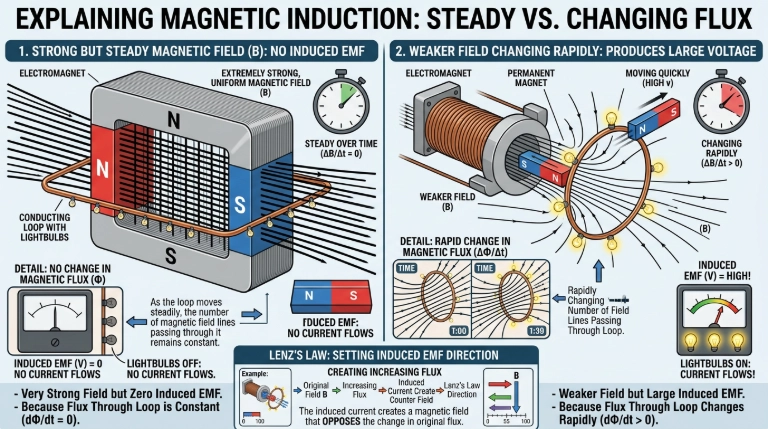 EXPLAINING MAGNETIC INDUCTION: STEADY VS. CHANGING FLUX
1. STRONG BUT STEADY MAGNETIC FIELD (B): NO INDUCED EMF
ELECTROMAGNET
EXTREMELY STRONG,
UNIFORM MAGNETIC FIELD
(B)
STEADY OVER TIME
(ΔB/Δt = 0)
N
N
S
S
CONDUCTING
LOOP WITH
LIGHTBULBS
DETAIL: NO CHANGE IN
MAGNETIC FLUX (Φ)
As the loop moves
steadily, the number
of magnetic field lines
passing through it
remains constant.
N S
ΓDUCED EMF:
NO CURRENT FLOWS
INDUCED EMF (V) = 0
NO CURRENT FLOWS
LIGHTBULBS OFF:
NO CURRENT FLOWS.
- Very Strong Field but Zero Induced EMF.
- Because Flux Through Loop is Constant
(dΦ/dt = 0).
2. WEAKER FIELD CHANGING RAPIDLY: PRODUCES LARGE VOLTAGE
ELECTROMAGNET
PERMANENT
MAGNET
MOVING QUICKLY
(HIGH v)
N S
CHANGING
RAPIDLY
(ΔB/Δt > 0)
S N
WEAKER FIELD
(B)
(B)
DETAIL: RAPID CHANGE IN
MAGNETIC FLUX (ΔΦ/Δt)
TIME
T:00
TIME
1:39
Rapidly
Changing
Number of Field
Lines Passing
Through Loop.
INDUCED
EMF (V) = HIGH!
LIGHTBULBS ON:
CURRENT FLOWS!
- Weaker Field but Large Induced EMF.
- Because Flux Through Loop Changes
Rapidly (dΦ/dt > 0).
LENZ'S LAW: SETTING INDUCED EMF DIRECTION
CREATING INCREASING FLUX
Example:
0 100
Original Field B
Increasing Flux
Induced Current Create Counter Field
Lenz's Law Direction
The induced current creates a magnetic field
that OPPOSES the change in original flux.
B
0 55 100